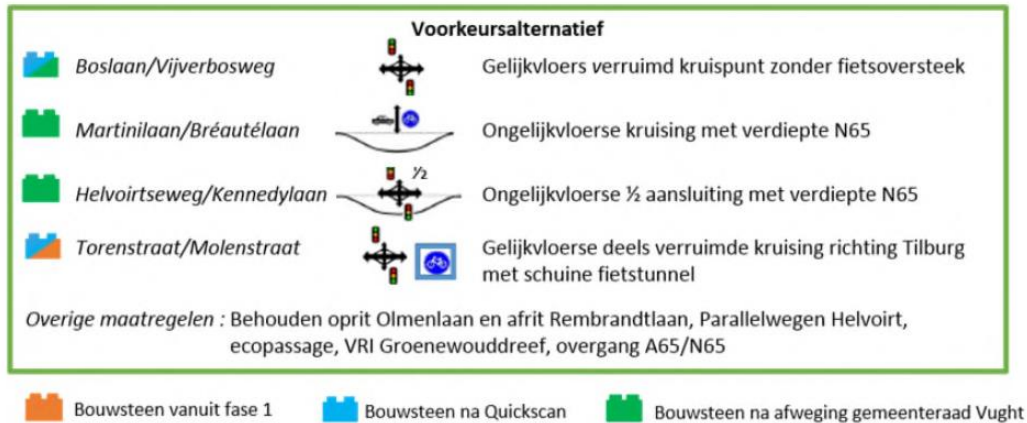 Voorkeursalternatief
Boslaan/Vijverbosweg Gelijkvloers verruimd kruispunt zonder fietsoversteek
Martinilaan/Bréautélaan Ongelijkvloerse kruising met verdiepte N65
½
Helvoirtseweg/Kennedylaan Ongelijkvloerse ½ aansluiting met verdiepte N65
Torenstraat/Molenstraat Gelijkvloerse deels verruimde kruising richting Tilburg
met schuine fietstunnel
Overige maatregelen : Behouden oprit Olmenlaan en afrit Rembrandtlaan, Parallelwegen Helvoirt,
ecopassage, VRI Groenewouddreef, overgang A65/N65
Bouwsteen vanuit fase 1 Bouwsteen na Quickscan Bouwsteen na afweging gemeenteraad Vught